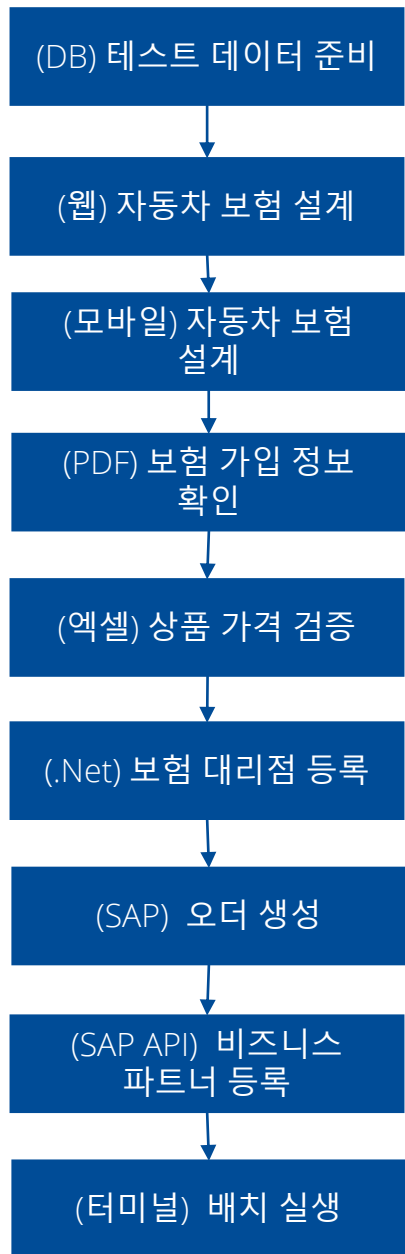 (DB) 테스트 데이터 준비
(웹) 자동차 보험 설계
(모바일) 자동차 보험
설계
(PDF) 보험 가입 정보
확인
(엑셀) 상품 가격 검증
(.Net) 보험 대리점 등록
(SAP) 오더 생성
(SAP API) 비즈니스
파트너 등록
(터미널) 배치 실생